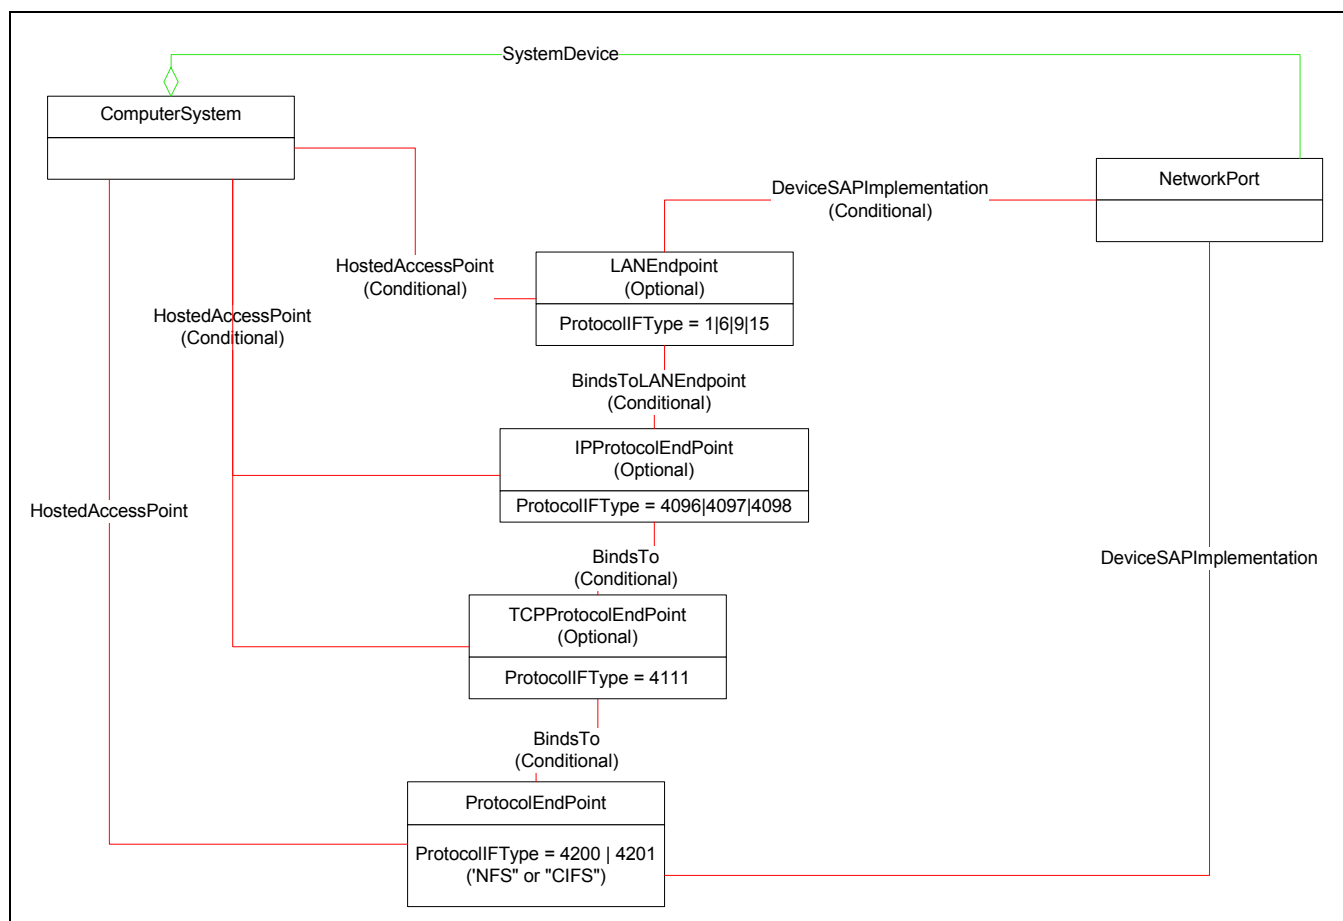 SystemDevice
ComputerSystem
NetworkPort
DeviceSAPImplementation
(Conditional)
HostedAccessPoint
(Conditional)
LANEndpoint
(Optional)
ProtocolIFType = 1|6|9|15
HostedAccessPoint
(Conditional)
BindsToLANEndpoint
(Conditional)
IPProtocolEndPoint
(Optional)
ProtocolIFType = 4096|4097|4098
HostedAccessPoint
BindsTo
(Conditional)
DeviceSAPImplementation
TCPProtocolEndPoint
(Optional)
ProtocolIFType = 4111
BindsTo
(Conditional)
ProtocolEndPoint
ProtocolIFType = 4200 | 4201
('NFS" or "CIFS")